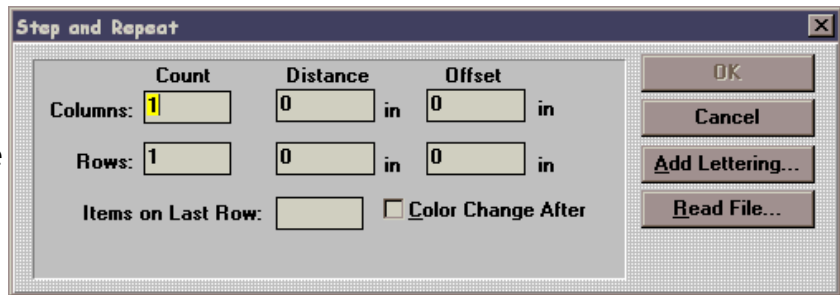 Step and Repeat
Count Distance Offset OK
Columns: 1 0 in 0 in Cancel
Rows: 1 0 in 0 in Add Lettering...
Items on Last Row: Color Change After Read File...